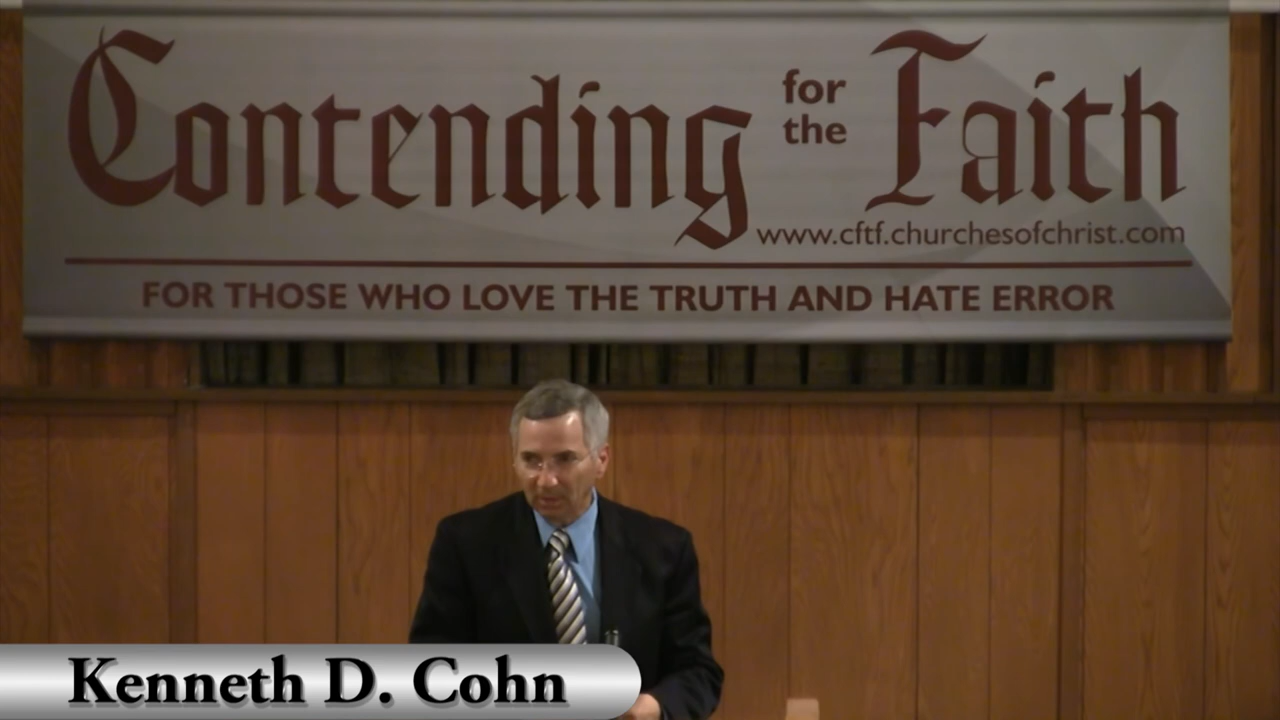 Contending for the Faith
www.cftf.churchesofchrist.com
FOR THOSE WHO LOVE THE TRUTH AND HATE ERROR
Kenneth D. Cohn